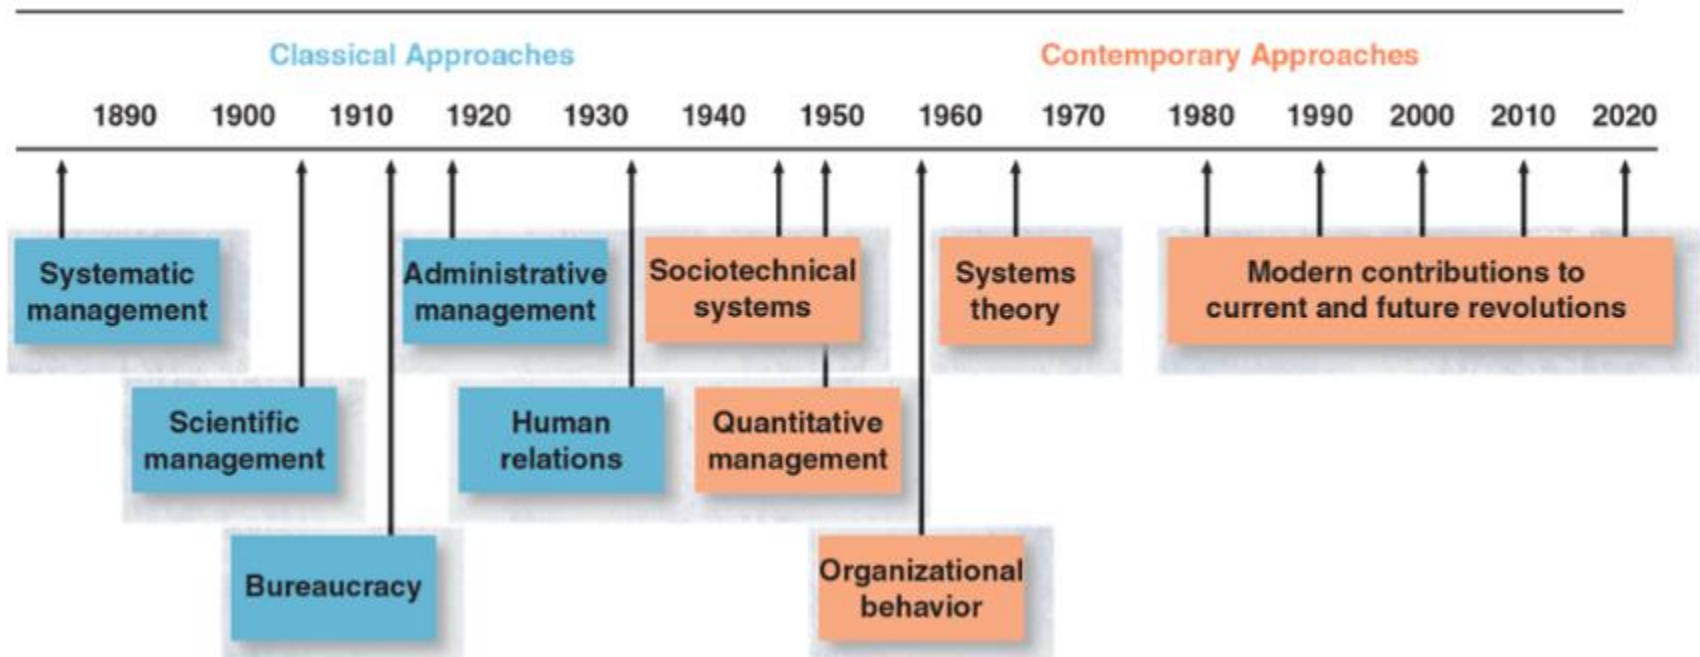 Classical Approaches
Contemporary Approaches
1890 1900 1910 1920 1930 1940 1950 1960 1970 1980 1990 2000 2010 2020
Systematic
management
Administrative
management
Sociotechnical
systems
Systems
theory
Modern contributions to
current and future revolutions
Scientific
management
Human
relations
Quantitative
management
Bureaucracy
Organizational
behavior